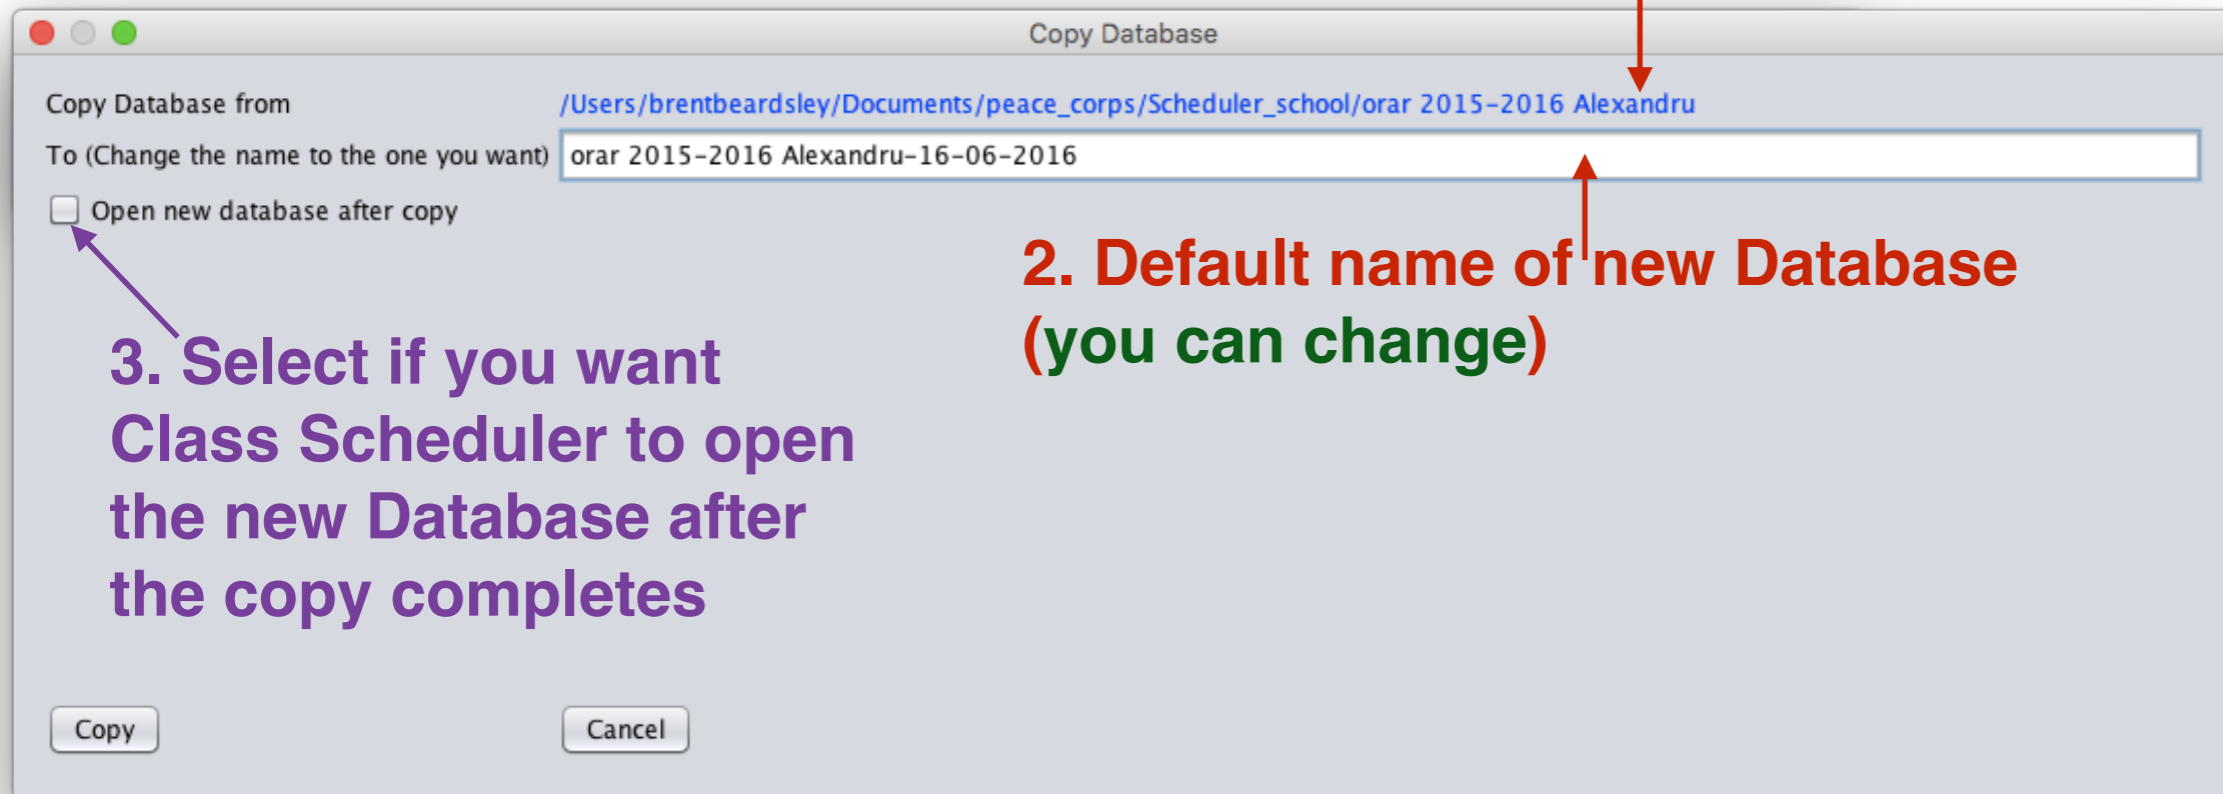 Copy Database
Copy Database from
/Users/brentbeardsley/Documents/peace_corps/Scheduler_school/orar 2015-2016 Alexandru
To (Change the name to the one you want)
orar 2015-2016 Alexandru-16-06-2016
Open new database after copy
2. Default name of new Database
(you can change)
3. Select if you want
Class Scheduler to open
the new Database after
the copy completes
Copy
Cancel